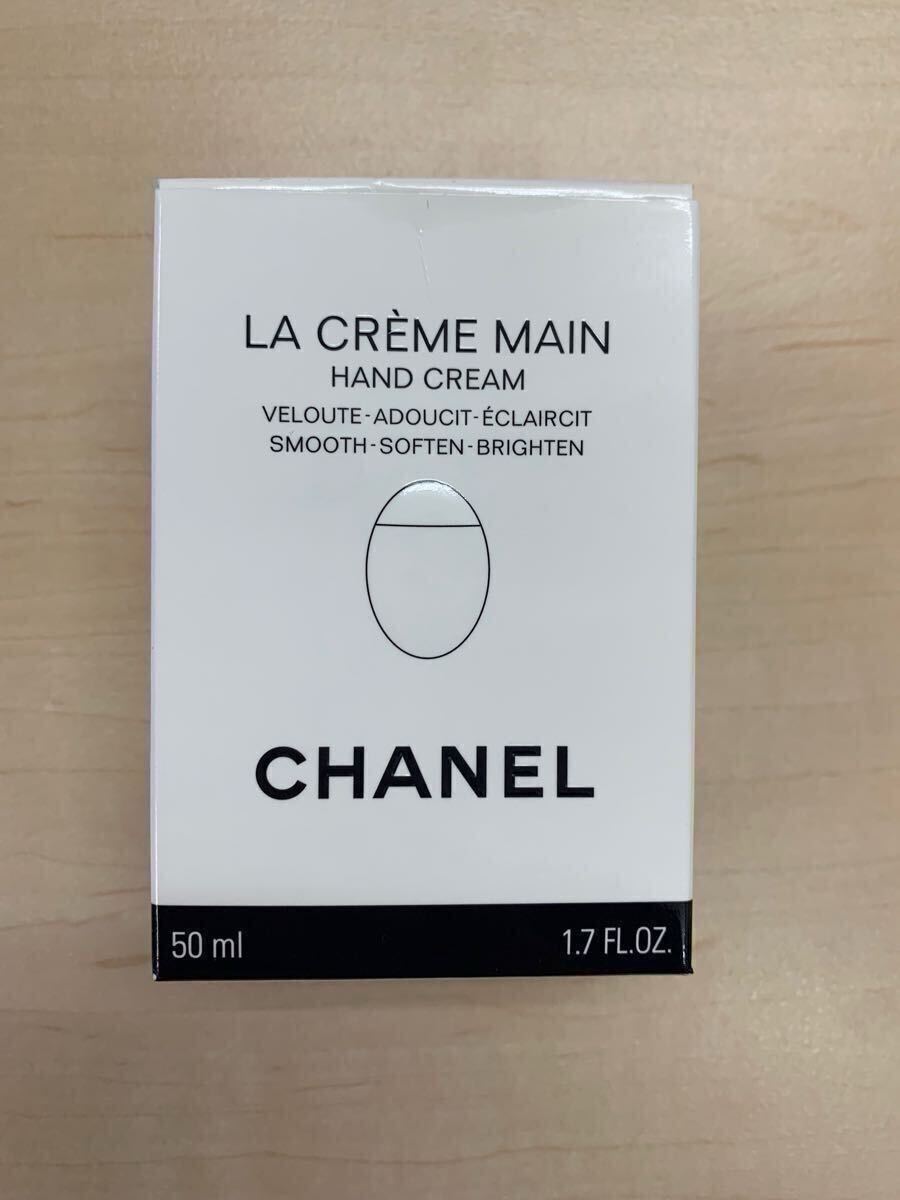 LA CRÈME MAIN
HAND CREAM
VELOUTE-ADOUCIT-ÉCLAIRCIT
SMOOTH-SOFTEN-BRIGHTEN
CHANEL
50 ml
1.7 FL.OZ.